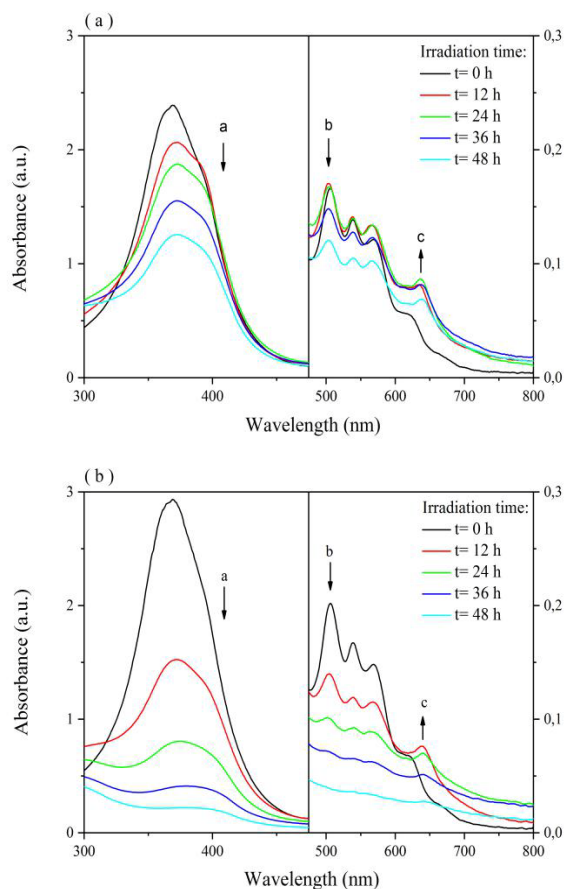 ( a )
Irradiation time:
t= 0 h
t= 12 h
t= 24 h
t= 36 h
t= 48 h
a
b
c
3
2
1
0
0,3
0,2
0,1
0
300
400
500
600
700
800
Absorbance (a.u.)
Absorbance (a.u.)
Wavelength (nm)
( b )
Irradiation time:
t= 0 h
t= 12 h
t= 24 h
t= 36 h
t= 48 h
a
b
c
3
2
1
0
0,3
0,2
0,1
0
300
400
500
600
700
800
Absorbance (a.u.)
Absorbance (a.u.)
Wavelength (nm)